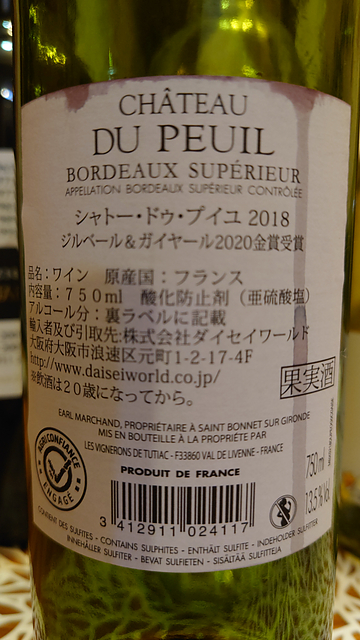 CHÂTEAU
DU PEUIL
BORDEAUX SUPÉRIEUR
APPELLATION BORDEAUX SUPÉRIEUR CONTRÔLÉE
シャトー・ドゥ・プイユ 2018
ジルベール＆ガイヤール2020金賞受賞
品名：ワイン 原産国：フランス
内容量：７５０ml 酸化防止剤（亜硫酸塩）
アルコール分：裏ラベルに記載
輸入者及び引取先:株式会社ダイセイワールド
大阪府大阪市浪速区元町1-2-17-4F
http://www.daiseiworld.co.jp/
※飲酒は２０歳になってから。
果実酒
EARL MARCHAND, PROPRIÉTAIRE À SAINT BONNET SUR GIRONDE
MIS EN BOUTEILLE À LA PROPRIÉTÉ PAR
LES VIGNERONS DE TUTIAC - F33860 VAL DE LIVENNE - FRANCE
PRODUIT DE FRANCE
AGRICONFIANCE
ENGAGÉ
750 ml
13,5% Vol.
3 412911 024117
CONTIENT DES SULFITES - CONTAINS SULPHITES - ENTHÄLT SULFITE - INDEHOLDER SULFITTER
INNEHÅLLER SULFITER - BEVAT SULFIETEN - SISÄLTÄÄ SULFIITTEJA